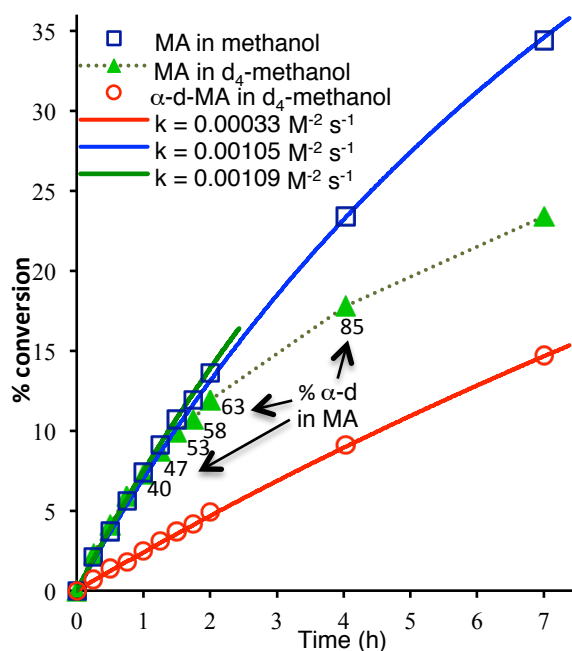 35
30
25
20
15
10
5
0
% conversion
MA in methanol
MA in d₄-methanol
α-d-MA in d₄-methanol
k = 0.00033 M⁻² s⁻¹
k = 0.00105 M⁻² s⁻¹
k = 0.00109 M⁻² s⁻¹
85
% α-d
in MA
63
58
53
47
40
0 1 2 3 4 5 6 7
Time (h)